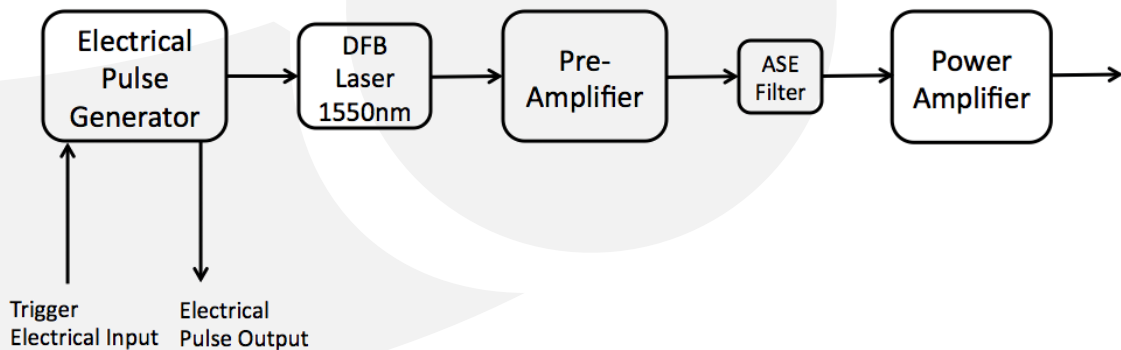 Electrical
Pulse
Generator
DFB
Laser
1550nm
Pre-
Amplifier
ASE
Filter
Power
Amplifier
Trigger
Electrical Input
Electrical
Pulse Output